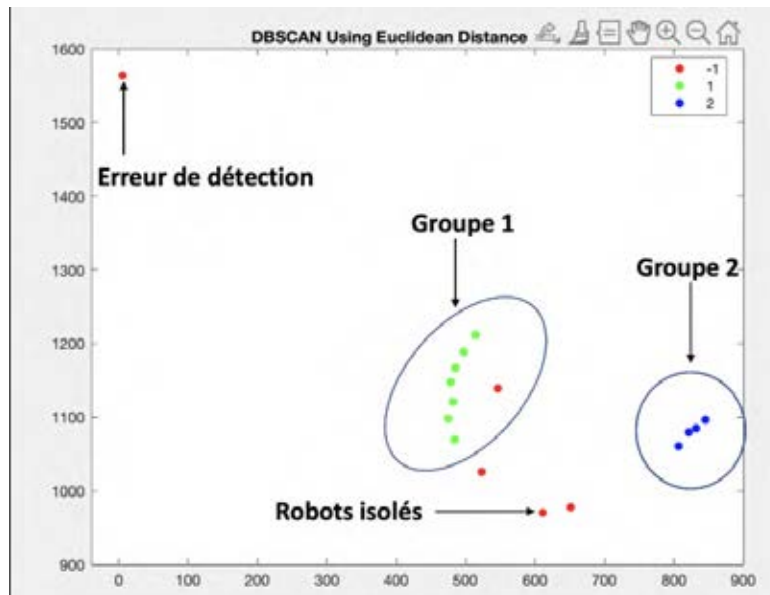 DBSCAN Using Euclidean Distance
1600
1500
1400
1300
1200
1100
1000
900
0 100 200 300 400 500 600 700 800 900
-1
1
2
Erreur de détection
Groupe 1
Groupe 2
Robots isolés